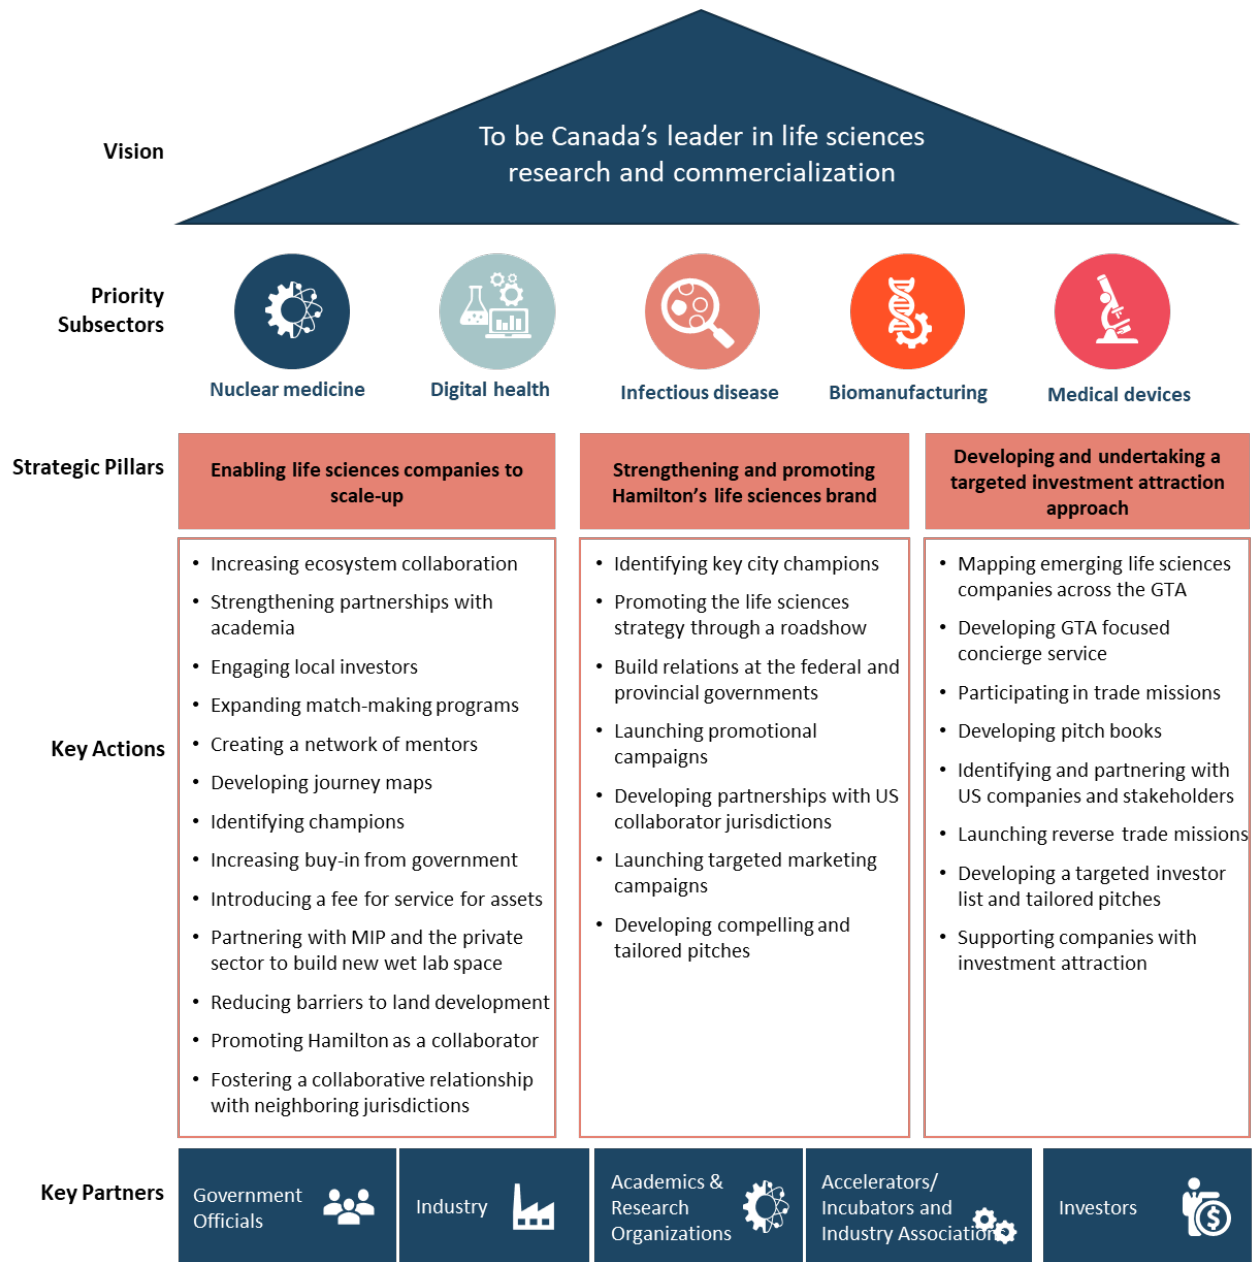 Vision
To be Canada's leader in life sciences
research and commercialization
Priority
Subsectors
Nuclear medicine
Digital health
Infectious disease
Biomanufacturing
Medical devices
Strategic Pillars
Enabling life sciences companies to
scale-up
Strengthening and promoting
Hamilton's life sciences brand
Developing and undertaking a
targeted investment attraction
approach
Key Actions
• Increasing ecosystem collaboration
• Strengthening partnerships with
academia
• Engaging local investors
• Expanding match-making programs
• Creating a network of mentors
• Developing journey maps
• Identifying champions
• Increasing buy-in from government
• Introducing a fee for service for assets
• Partnering with MIP and the private
sector to build new wet lab space
• Reducing barriers to land development
• Promoting Hamilton as a collaborator
• Fostering a collaborative relationship
with neighboring jurisdictions
• Identifying key city champions
• Promoting the life sciences
strategy through a roadshow
• Build relations at the federal and
provincial governments
• Launching promotional
campaigns
• Developing partnerships with US
collaborator jurisdictions
• Launching targeted marketing
campaigns
• Developing compelling and
tailored pitches
• Mapping emerging life sciences
companies across the GTA
• Developing GTA focused
concierge service
• Participating in trade missions
• Developing pitch books
• Identifying and partnering with
US companies and stakeholders
• Launching reverse trade missions
• Developing a targeted investor
list and tailored pitches
• Supporting companies with
investment attraction
Key Partners
Government
Officials
Industry
Academics &
Research
Organizations
Accelerators/
Incubators and
Industry Associations
Investors
$